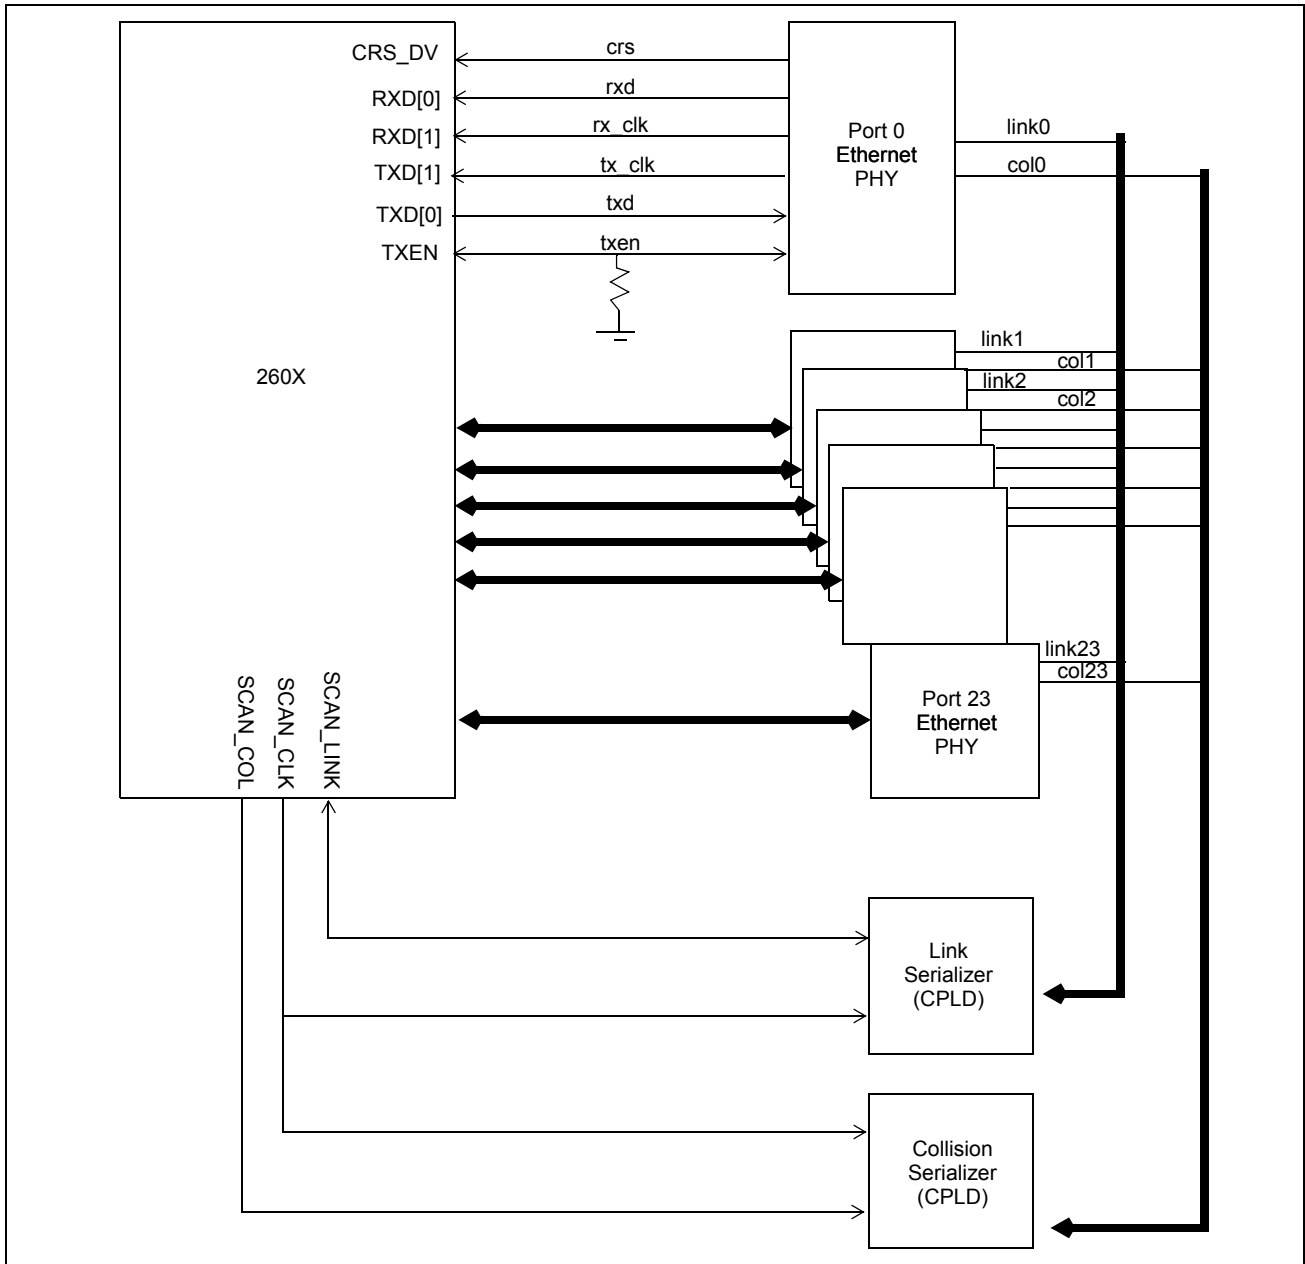 CRS_DV
crs
RXD[0]
rxd
RXD[1]
rx_clk
TXD[1]
tx_clk
TXD[0]
txd
TXEN
txen
Port 0
Ethernet
PHY
link0
col0
260X
link1
col1
link2
col2
link23
col23
Port 23
Ethernet
PHY
SCAN_COL
SCAN_CLK
SCAN_LINK
Link
Serializer
(CPLD)
Collision
Serializer
(CPLD)